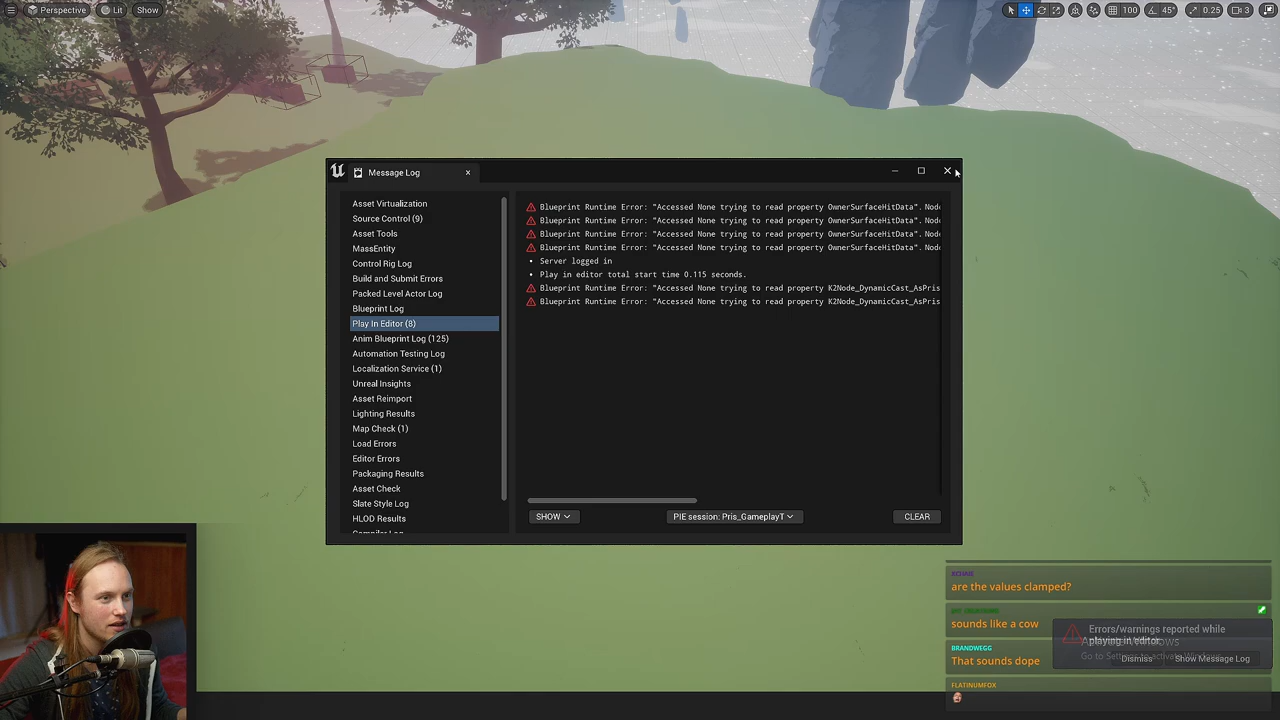 Perspective
Lit
Show
100
45°
0.25
3
Message Log
Asset Virtualization
Source Control (9)
Asset Tools
MassEntity
Control Rig Log
Build and Submit Errors
Packed Level Actor Log
Blueprint Log
Play In Editor (8)
Anim Blueprint Log (125)
Automation Testing Log
Localization Service (1)
Unreal Insights
Asset Reimport
Lighting Results
Map Check (1)
Load Errors
Editor Errors
Packaging Results
Asset Check
Slate Style Log
HLOD Results
Blueprint Runtime Error: "Accessed None trying to read property OwnerSurfaceHitData". Node
Blueprint Runtime Error: "Accessed None trying to read property OwnerSurfaceHitData". Node
Blueprint Runtime Error: "Accessed None trying to read property OwnerSurfaceHitData". Node
Blueprint Runtime Error: "Accessed None trying to read property OwnerSurfaceHitData". Node
Server logged in
Play in editor total start time 0.115 seconds.
Blueprint Runtime Error: "Accessed None trying to read property K2Node_DynamicCast_AsPris
Blueprint Runtime Error: "Accessed None trying to read property K2Node_DynamicCast_AsPris
SHOW
PIE session: Pris_GameplayT
CLEAR
are the values clamped?
sounds like a cow
BRANDWEGG
That sounds dope
FLATINUMFOX
Errors/warnings reported while
playing in editor.
Activate Windows
Go to Settings to activate Windows.
Dismiss
Show Message Log